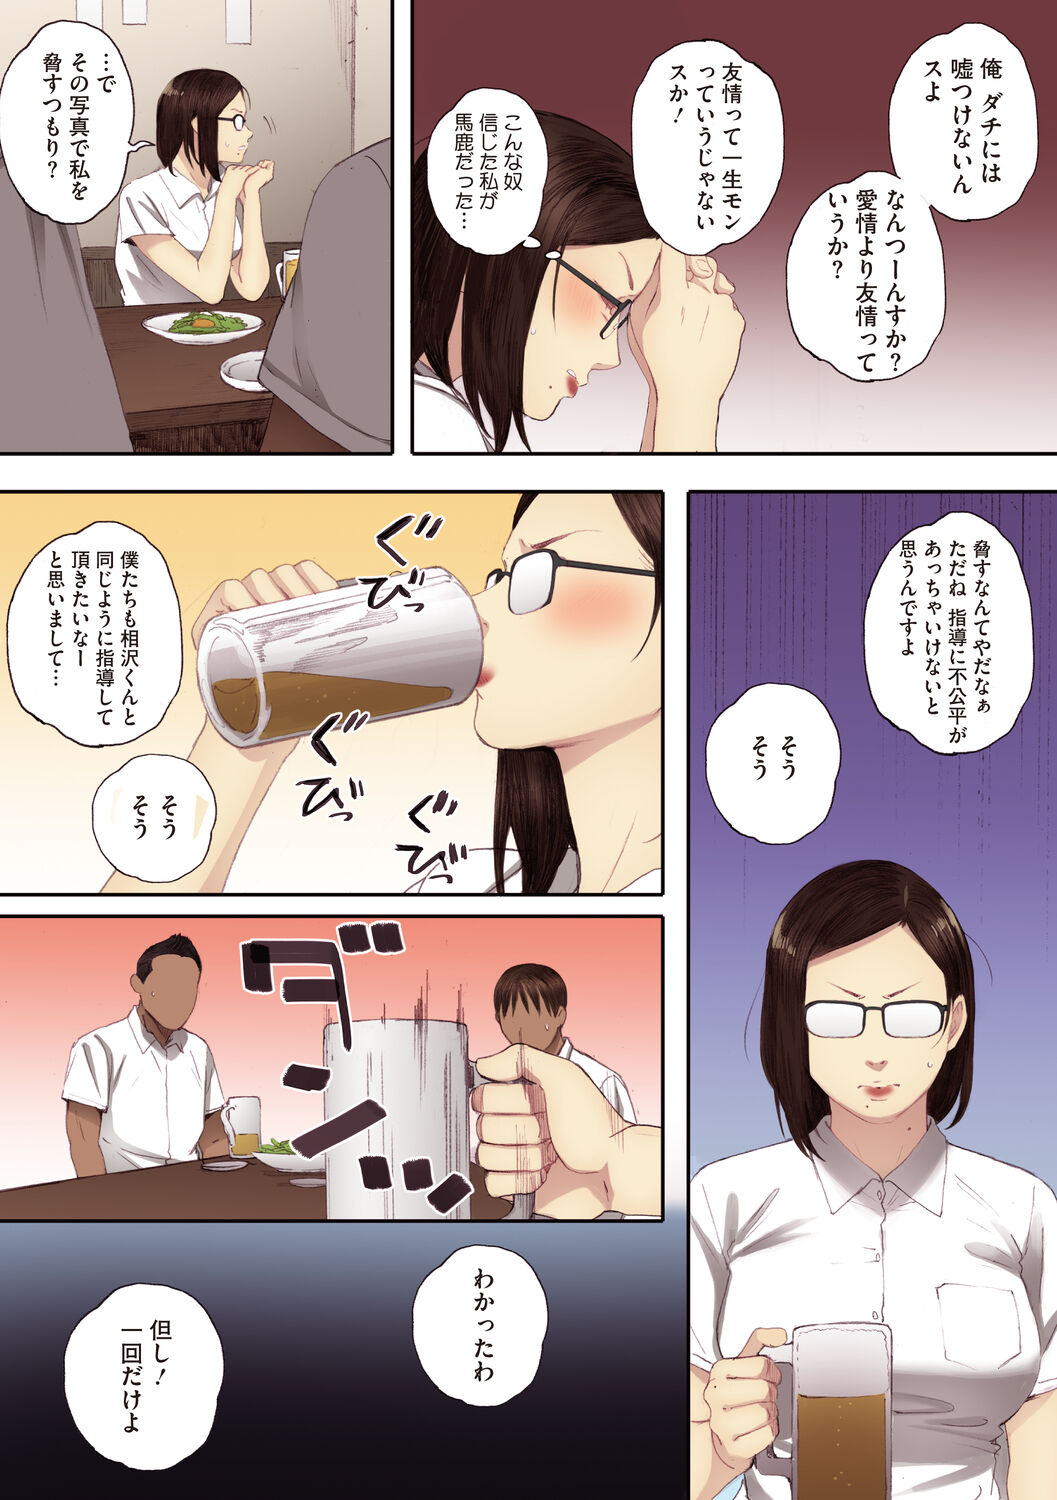 俺 ダチには
嘘つけないん
スよ
なんつーんすか?
愛情より友情って
いうか?
友情って一生モン
っていうじゃない
スか!
こんな奴
信じた私が
馬鹿だった…
…で
その写真で私を
脅すつもり?
脅すなんてやだなぁ
ただね 指導に不公平が
あっちゃいけないと
思うんですよ
そう
そう
ぐびっ
ぐびっ
ぐびっ
僕たちも相沢くんと
同じように指導して
頂きたいなー
と思いまして…
そう
そう
ダンッ
わかったわ
但し!
一回だけよ